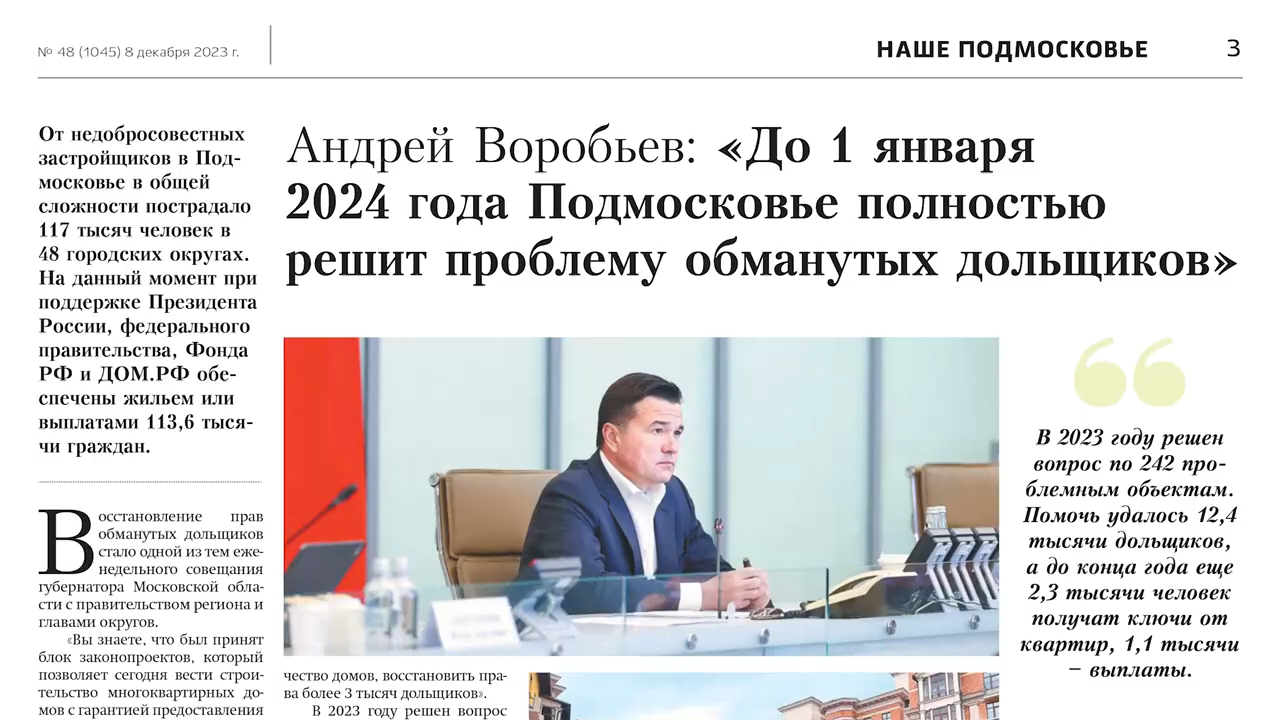 № 48 (1045) 8 декабря 2023 г.
НАШЕ ПОДМОСКОВЬЕ
3
От недобросовестных
застройщиков в Под-
московье в общей
сложности пострадало
117 тысяч человек в
48 городских округах.
На данный момент при
поддержке Президента
России, федерального
правительства, Фонда
РФ и ДОМ.РФ обе-
спечены жильем или
выплатами 113,6 тыся-
чи граждан.
Восстановление прав
обманутых дольщиков
стало одной из тем еже-
недельного совещания
губернатора Московской обла-
сти с правительством региона и
главами округов.
«Вы знаете, что был принят
блок законопроектов, который
позволяет сегодня вести строи-
тельство многоквартирных до-
мов с гарантией предоставления
Андрей Воробьев: «До 1 января
2024 года Подмосковье полностью
решит проблему обманутых дольщиков»
чество домов, восстановить пра-
ва более 3 тысяч дольщиков».
В 2023 году решен вопрос
В 2023 году решен
вопрос по 242 про-
блемным объектам.
Помочь удалось 12,4
тысячи дольщиков,
а до конца года еще
2,3 тысячи человек
получат ключи от
квартир, 1,1 тысячи
– выплаты.